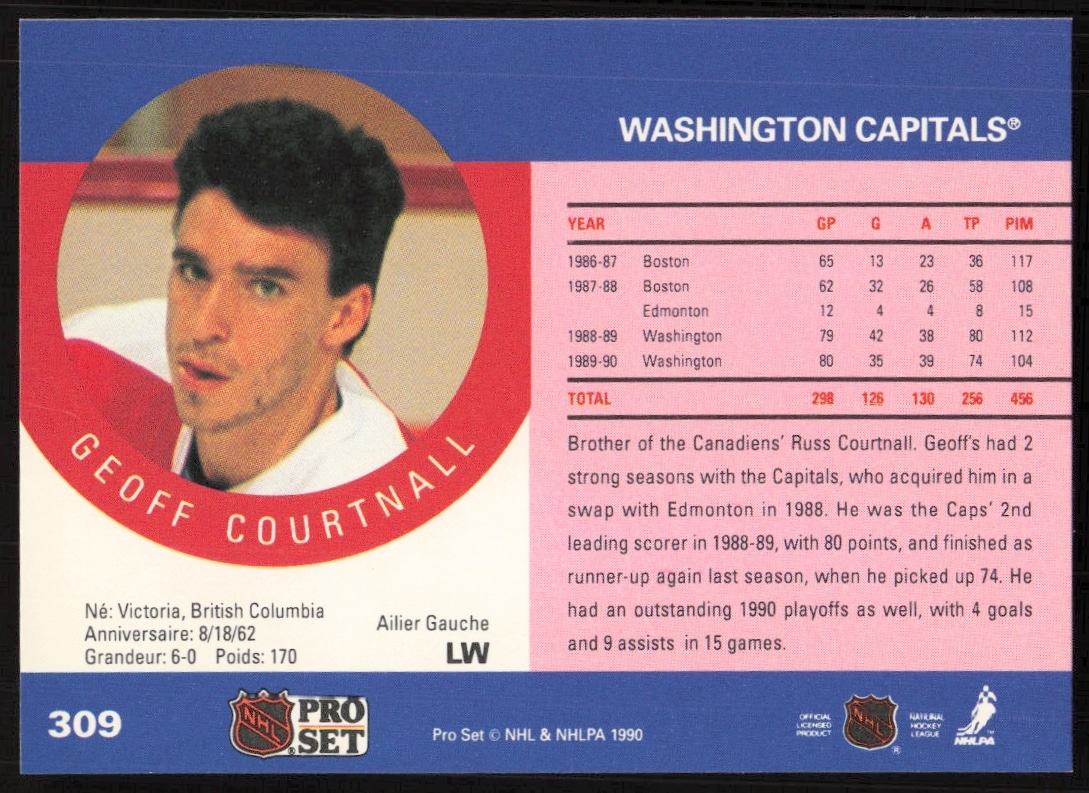 WASHINGTON CAPITALS®
YEAR GP G A TP PIM
1986-87 Boston 65 13 23 36 117
1987-88 Boston 62 32 26 58 108
Edmonton 12 4 4 8 15
1988-89 Washington 79 42 38 80 112
1989-90 Washington 80 35 39 74 104
TOTAL 298 126 130 256 456
Brother of the Canadiens' Russ Courtnall. Geoff's had 2
strong seasons with the Capitals, who acquired him in a
swap with Edmonton in 1988. He was the Caps' 2nd
leading scorer in 1988-89, with 80 points, and finished as
runner-up again last season, when he picked up 74. He
had an outstanding 1990 playoffs as well, with 4 goals
and 9 assists in 15 games.
GEOFF COURTNALL
Né: Victoria, British Columbia
Anniversaire: 8/18/62
Grandeur: 6-0 Poids: 170
Ailier Gauche
LW
309
NHL
®
PRO
SET
Pro Set © NHL & NHLPA 1990
OFFICIAL
LICENSED
PRODUCT
NHL
®
NATIONAL
HOCKEY
LEAGUE
™
NHLPA